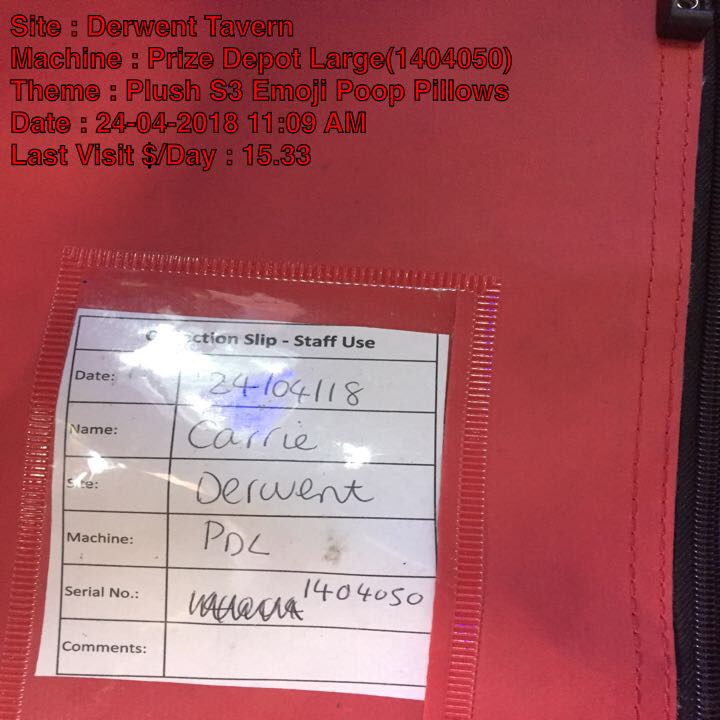 Site : Derwent Tavern
Machine : Prize Depot Large(1404050)
Theme : Plush S3 Emoji Poop Pillows
Date : 24-04-2018 11:09 AM
Last Visit $/Day : 15.33
Collection Slip - Staff Use
Date: 24/04/18
Name: Carrie
Site: Derwent
Machine: PDL
Serial No.: 1404050
Comments: